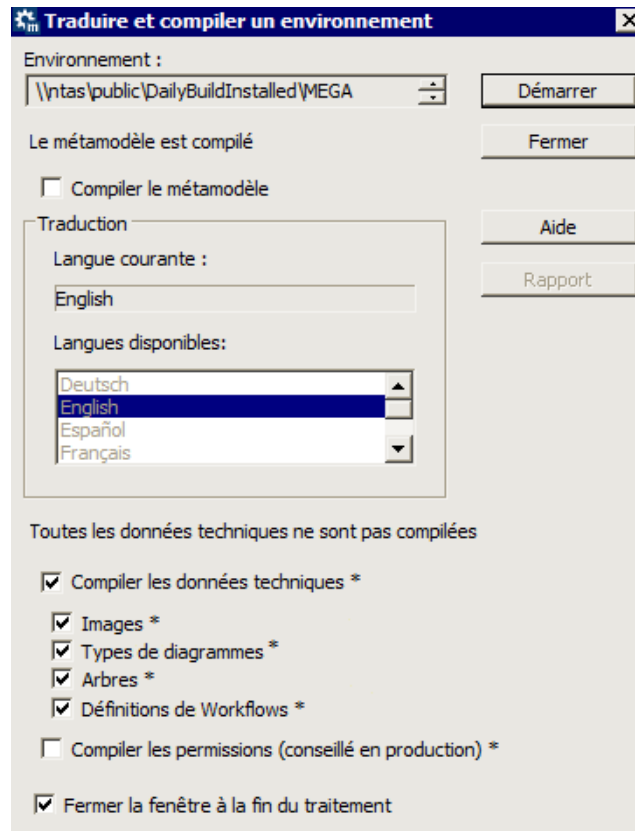 Traduire et compiler un environnement
Environnement :
\\ntas\public\DailyBuildInstalled\MEGA
Démarrer
Le métamodèle est compilé
Fermer
Compiler le métamodèle
Traduction
Aide
Langue courante :
Rapport
English
Langues disponibles:
Deutsch
English
Español
Français
Toutes les données techniques ne sont pas compilées
Compiler les données techniques *
Images *
Types de diagrammes *
Arbres *
Définitions de Workflows *
Compiler les permissions (conseillé en production) *
Fermer la fenêtre à la fin du traitement